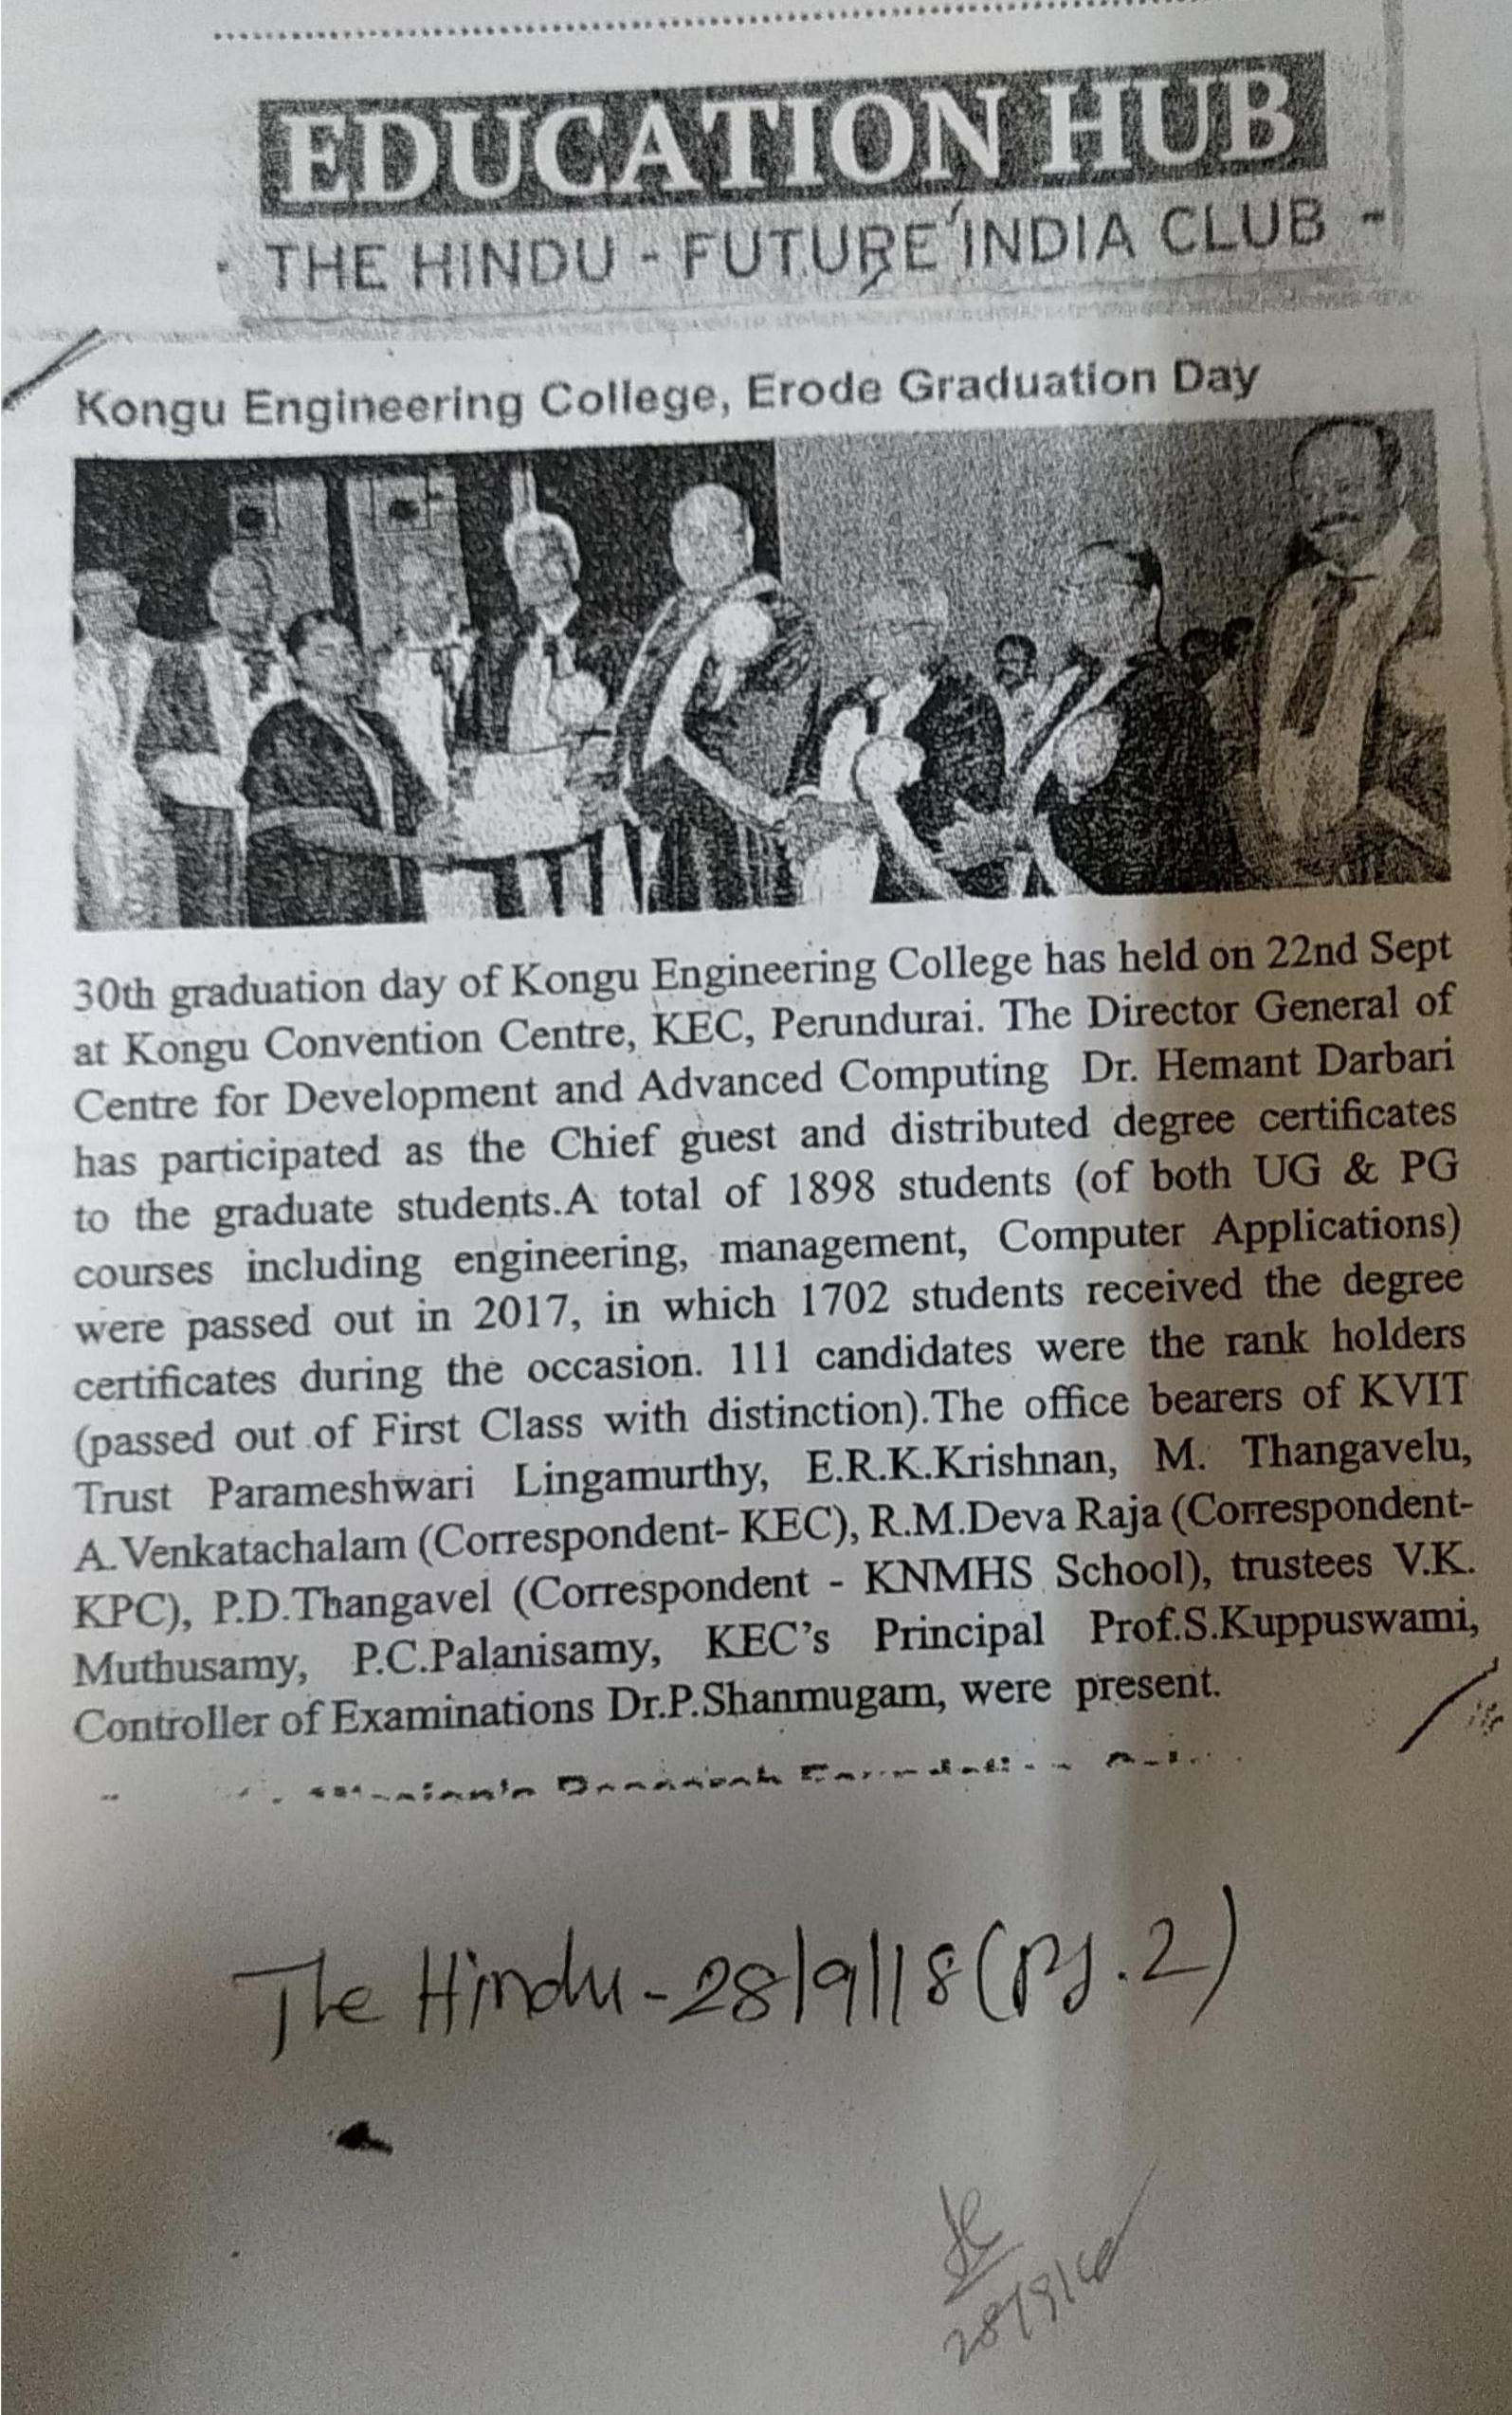 EDUCATION HUB
THE HINDU - FUTURE INDIA CLUB -
Kongu Engineering College, Erode Graduation Day
30th graduation day of Kongu Engineering College has held on 22nd Sept
at Kongu Convention Centre, KEC, Perundurai. The Director General of
Centre for Development and Advanced Computing Dr. Hemant Darbari
has participated as the Chief guest and distributed degree certificates
to the graduate students.A total of 1898 students (of both UG & PG
courses including engineering, management, Computer Applications)
were passed out in 2017, in which 1702 students received the degree
certificates during the occasion. 111 candidates were the rank holders
(passed out of First Class with distinction).The office bearers of KVIT
Trust Parameshwari Lingamurthy, E.R.K.Krishnan, M. Thangavelu,
A.Venkatachalam (Correspondent- KEC), R.M.Deva Raja (Correspondent-
KPC), P.D.Thangavel (Correspondent - KNMHS School), trustees V.K.
Muthusamy, P.C.Palanisamy, KEC's Principal Prof.S.Kuppuswami,
Controller of Examinations Dr.P.Shanmugam, were present.
The Hindu - 28/9/18 (pg.2)